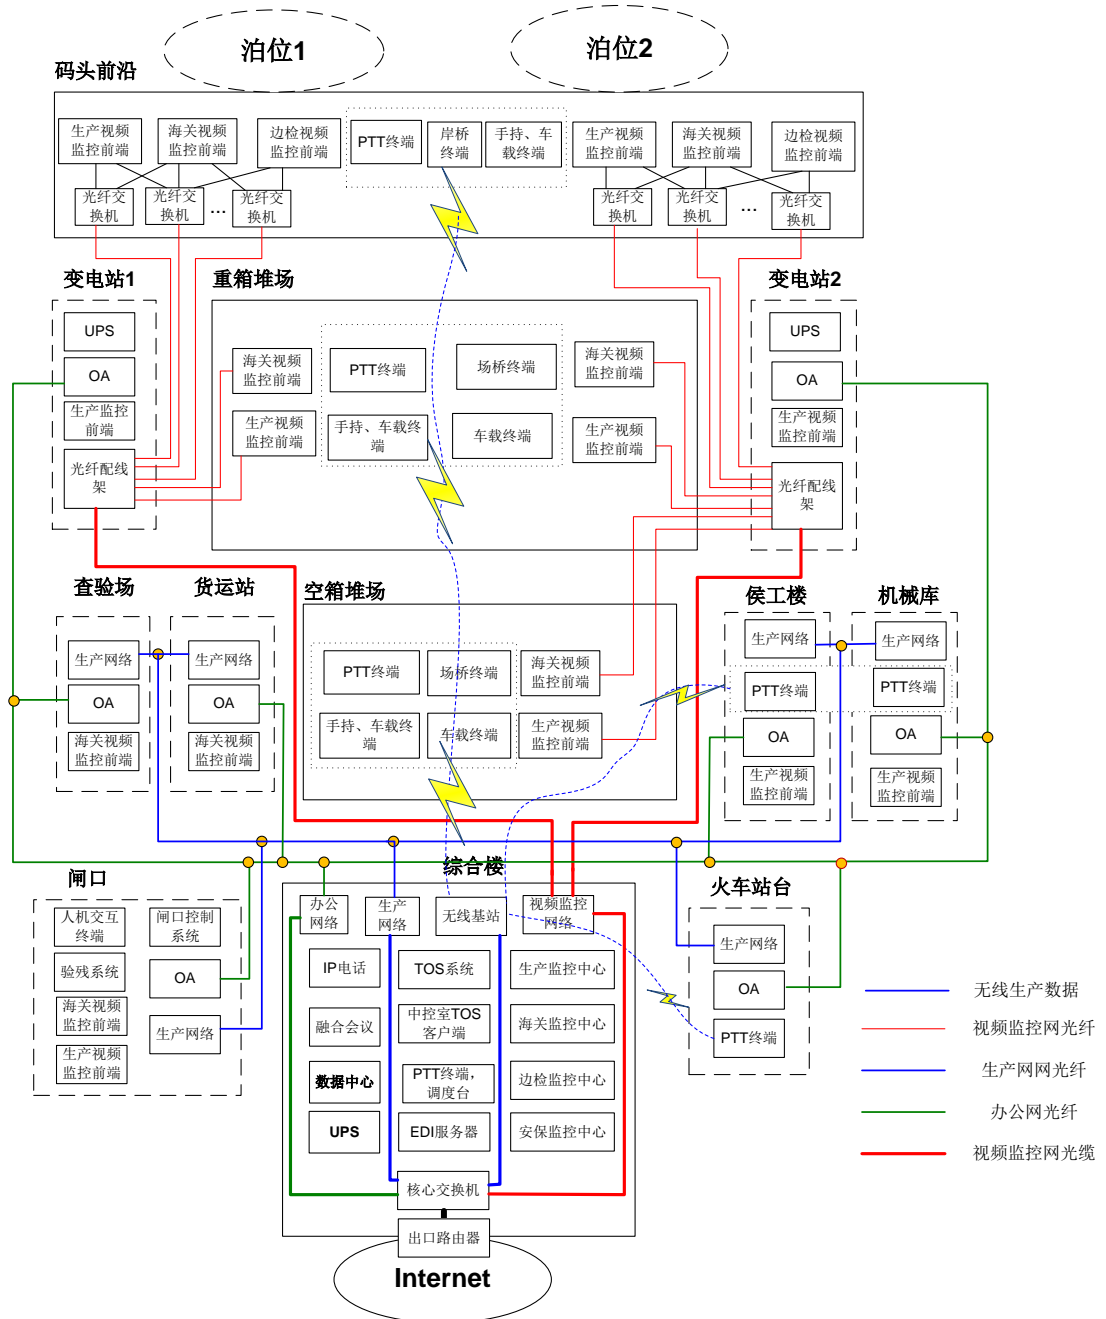 泊位1
泊位2
码头前沿
生产视频
监控前端
海关视频
监控前端
边检视频
监控前端
PTT终端
岸桥
终端
手持、车
载终端
生产视频
监控前端
海关视频
监控前端
边检视频
监控前端
光纤交
换机
光纤交
换机
...
光纤交
换机
光纤交
换机
光纤交
换机
...
光纤交
换机
变电站1
UPS
OA
生产监控
前端
光纤配线
架
重箱堆场
海关视频
监控前端
生产视频
监控前端
PTT终端
场桥终端
手持、车载终
端
车载终端
海关视频
监控前端
生产视频
监控前端
变电站2
UPS
OA
生产视频
监控前端
光纤配线
架
查验场
生产网络
OA
海关视频
监控前端
货运站
生产网络
OA
海关视频
监控前端
空箱堆场
PTT终端
场桥终端
海关视频
监控前端
手持、车载终
端
车载终端
生产视频
监控前端
侯工楼
生产网络
PTT终端
OA
生产视频
监控前端
机械库
生产网络
PTT终端
OA
生产视频
监控前端
闸口
人机交互
终端
闸口控制
系统
验残系统
OA
海关视频
监控前端
生产网络
生产视频
监控前端
综合楼
办公
网络
生产
网络
无线基站
视频监控
网络
IP电话
TOS系统
生产监控中心
融合会议
中控室TOS
客户端
海关监控中心
数据中心
PTT终端，
调度台
边检监控中心
UPS
EDI服务器
安保监控中心
核心交换机
出口路由器
Internet
火车站台
生产网络
OA
PTT终端
无线生产数据
视频监控网光纤
生产网网光纤
办公网光纤
视频监控网光缆